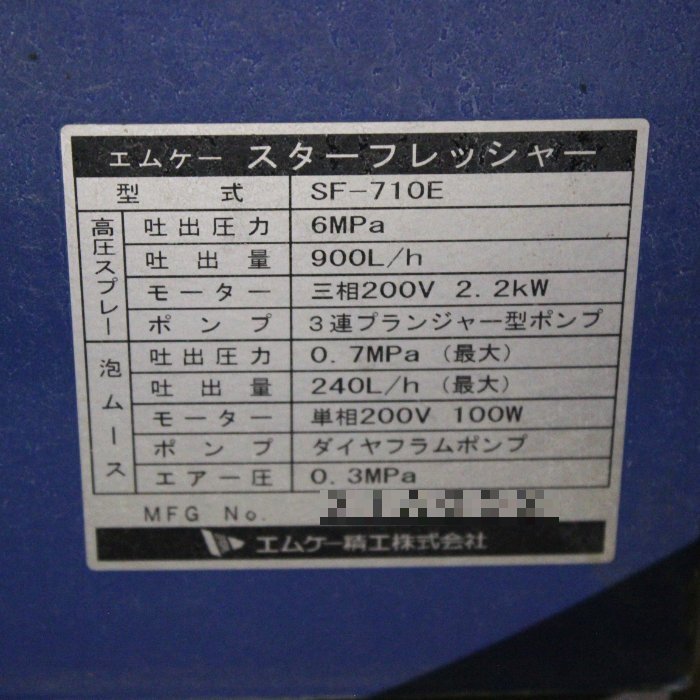 エムケー スターフレッシャー
型式 SF-710E
高圧スプレー
吐出圧力 6MPa
吐出量 900L/h
モーター 三相200V 2.2kW
ポンプ 3連プランジャー型ポンプ
泡ムース
吐出圧力 0.7MPa (最大)
吐出量 240L/h (最大)
モーター 単相200V 100W
ポンプ ダイヤフラムポンプ
エアー圧 0.3MPa
MFG No.
エムケー精工株式会社